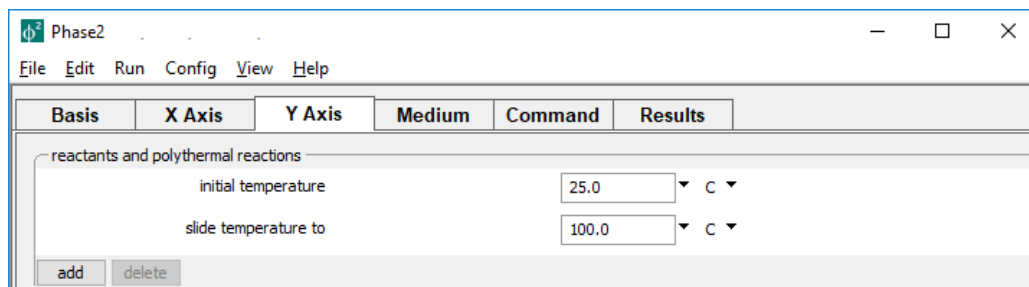 ϕ² Phase2
File Edit Run Config View Help
Basis X Axis Y Axis Medium Command Results
reactants and polythermal reactions
initial temperature 25.0 C
slide temperature to 100.0 C
add delete